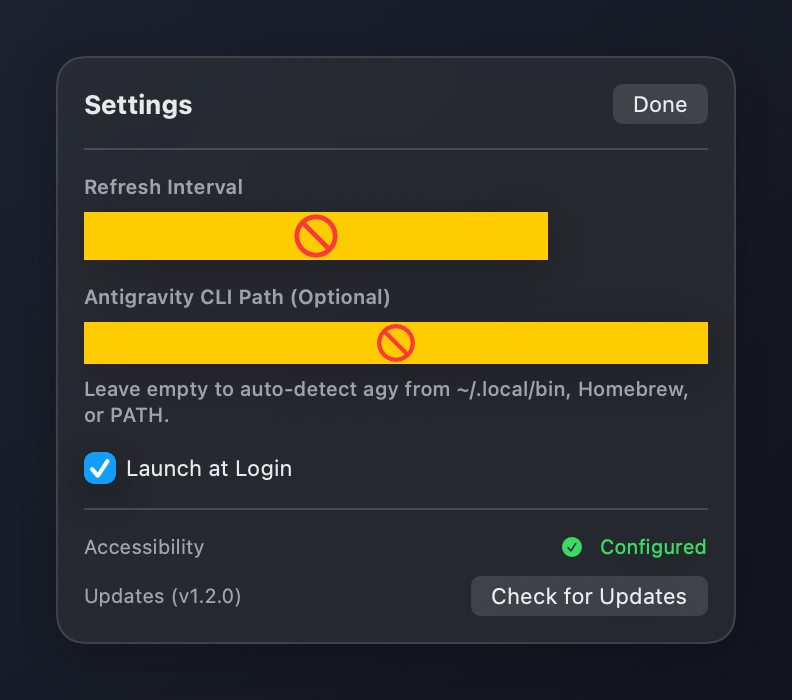 Settings
Done
Refresh Interval
Antigravity CLI Path (Optional)
Leave empty to auto-detect agy from ~/.local/bin, Homebrew,
or PATH.
Launch at Login
Accessibility
Configured
Updates (v1.2.0)
Check for Updates